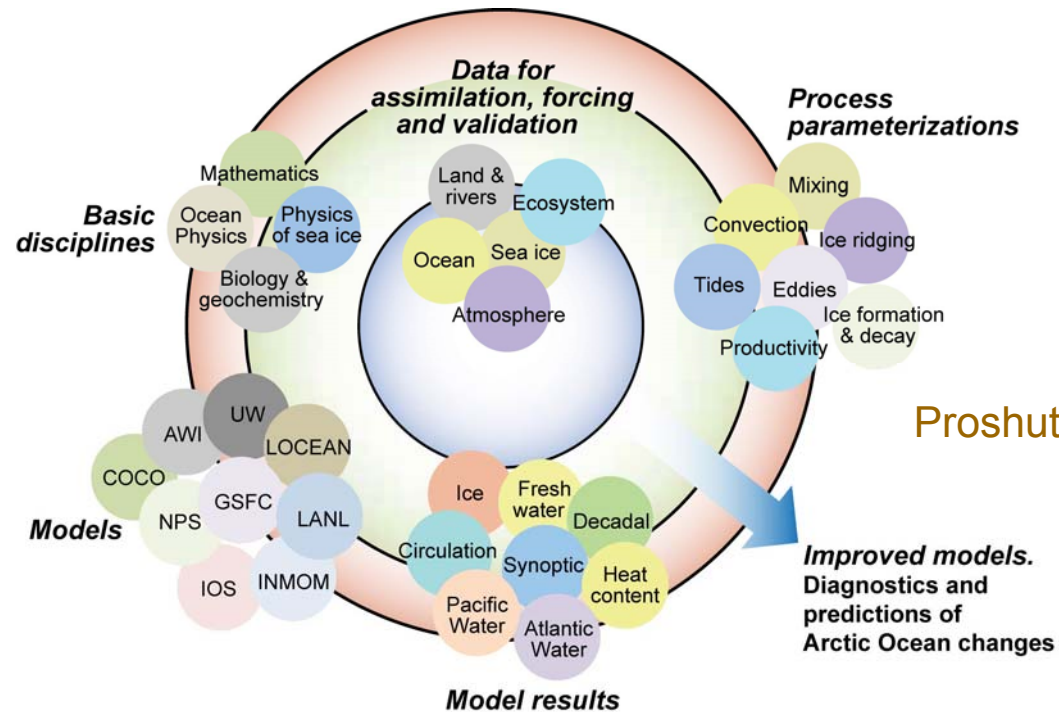 Data for
assimilation, forcing
and validation
Land &
rivers
Ecosystem
Ocean
Sea ice
Atmosphere
Process
parameterizations
Mixing
Convection
Ice ridging
Tides
Eddies
Ice formation
& decay
Productivity
Basic
disciplines
Mathematics
Ocean
Physics
Physics
of sea ice
Biology &
geochemistry
Models
UW
AWI
LOCEAN
COCO
GSFC
NPS
LANL
IOS
INMOM
Ice
Fresh
water
Decadal
Circulation
Synoptic
Heat
content
Pacific
Water
Atlantic
Water
Model results
Proshut
Improved models.
Diagnostics and
predictions of
Arctic Ocean changes